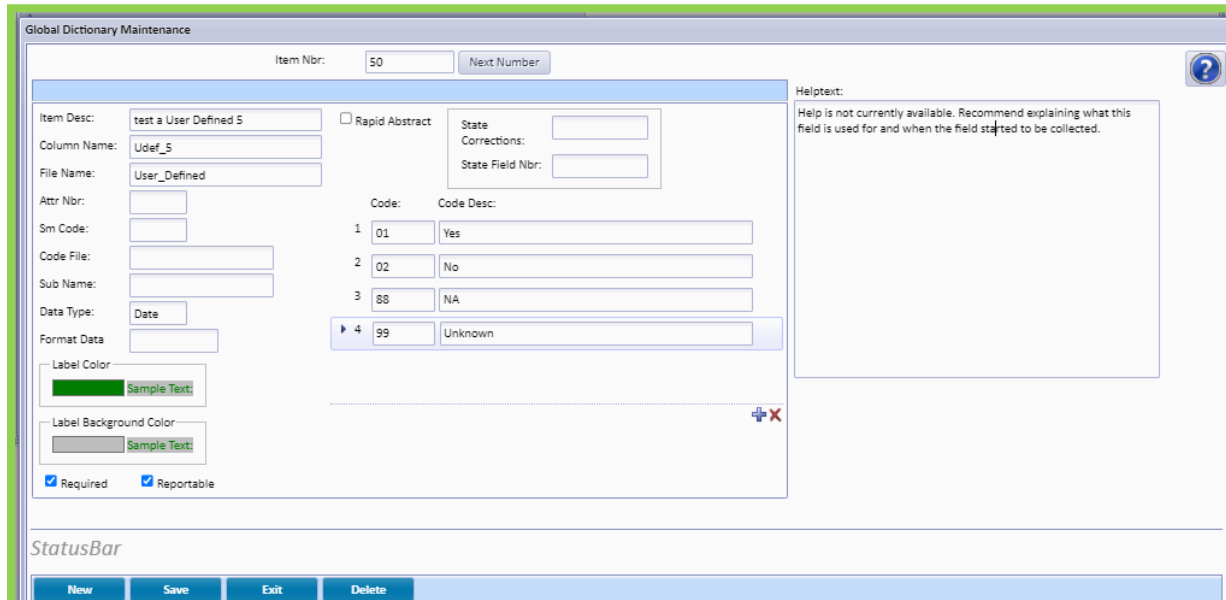 Global Dictionary Maintenance
Item Nbr: 50 Next Number
?
Helptext:
Help is not currently available. Recommend explaining what this
field is used for and when the field started to be collected.
Item Desc: test a User Defined 5
Column Name: Udef_5
File Name: User_Defined
Attr Nbr:
Sm Code:
Code File:
Sub Name:
Data Type: Date
Format Data
Label Color
Sample Text:
Label Background Color
Sample Text:
Required Reportable
Rapid Abstract
State
Corrections:
State Field Nbr:
Code: Code Desc:
1 01 Yes
2 02 No
3 88 NA
4 99 Unknown
StatusBar
New Save Exit Delete